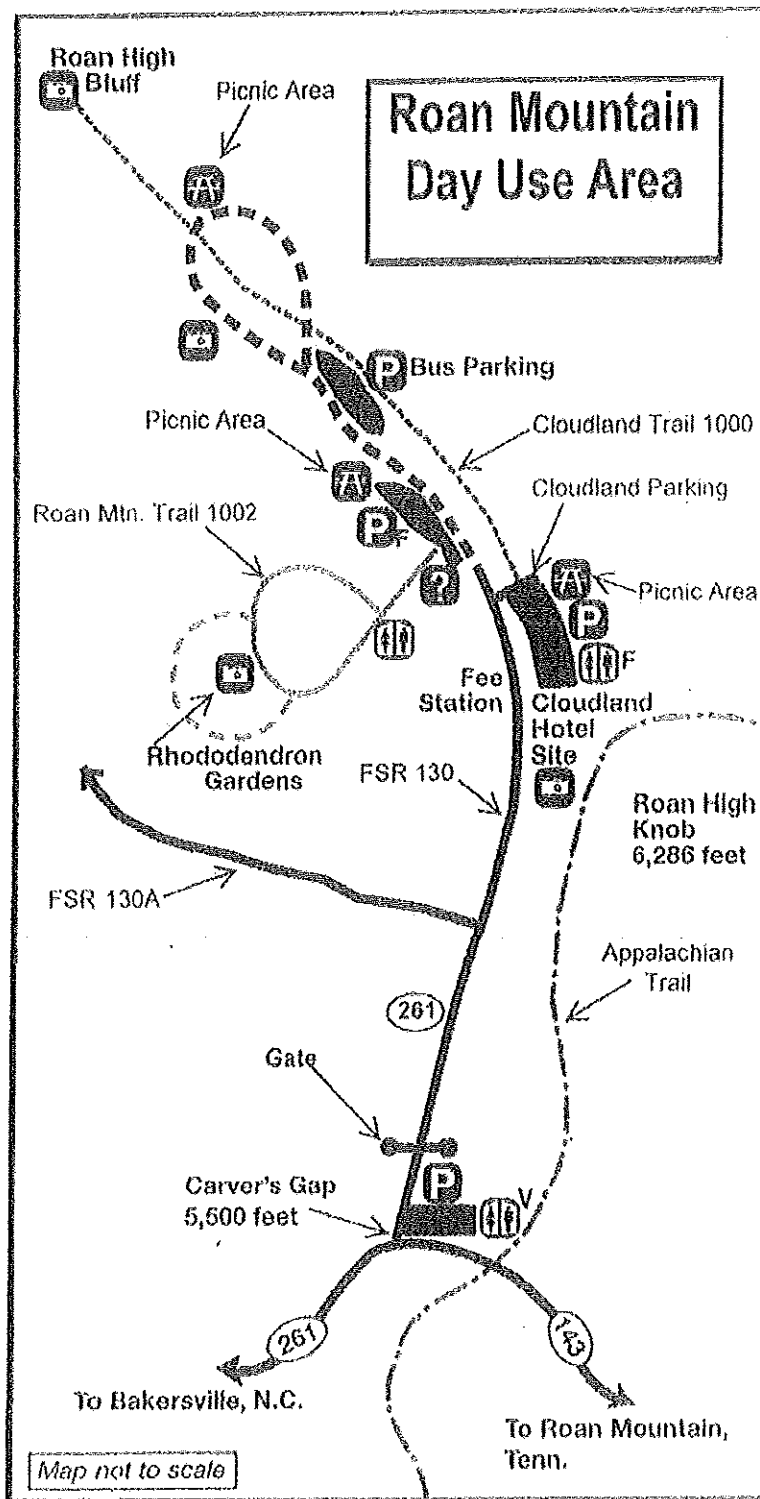 Roan Mountain
Day Use Area
Roan High
Bluff
Picnic Area
P
Bus Parking
Picnic Area
Cloudland Trail 1000
Cloudland Parking
Roan Mtn. Trail 1002
P
F
?
Picnic Area
P
F
Fee
Station
Cloudland
Hotel
Site
Rhododendron
Gardens
FSR 130
Roan High
Knob
6,286 feet
FSR 130A
Appalachian
Trail
261
Gate
P
V
Carver's Gap
5,500 feet
261
143
To Bakersville, N.C.
To Roan Mountain,
Tenn.
Map not to scale